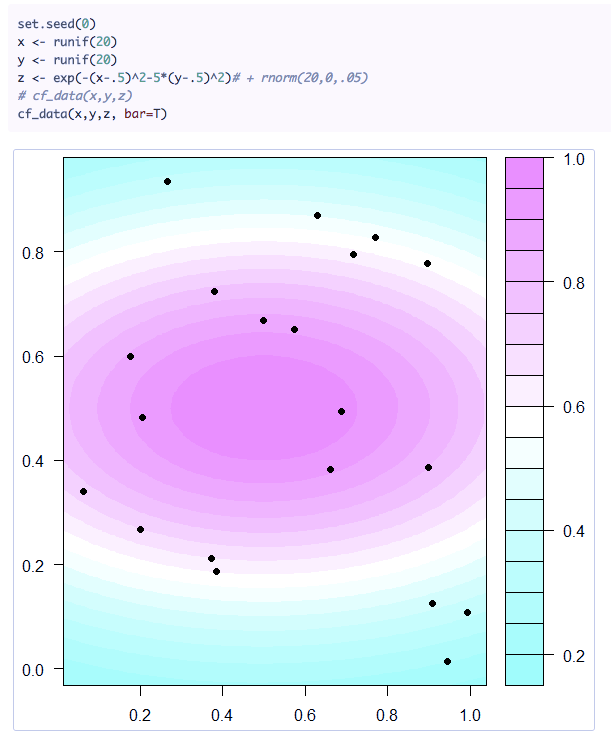 set.seed(0)
x <- runif(20)
y <- runif(20)
z <- exp(-(x-.5)^2-5*(y-.5)^2)# + rnorm(20,0,.05)
# cf_data(x,y,z)
cf_data(x,y,z, bar=T)
1.0
0.8
0.8
0.6
0.6
0.4
0.4
0.2
0.2
0.0
0.2 0.4 0.6 0.8 1.0